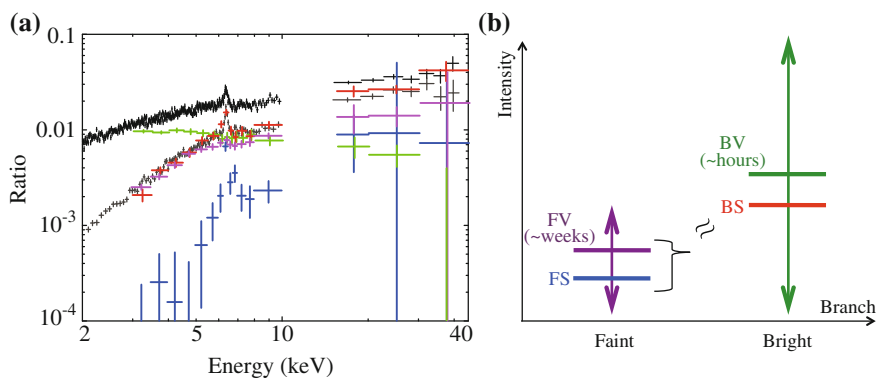 (a)
0.1
0.01
10^-3
10^-4
Ratio
2
5
10
20
40
Energy (keV)
(b)
Intensity
BV
(~hours)
BS
FV
(~weeks)
FS
Branch
Faint
Bright